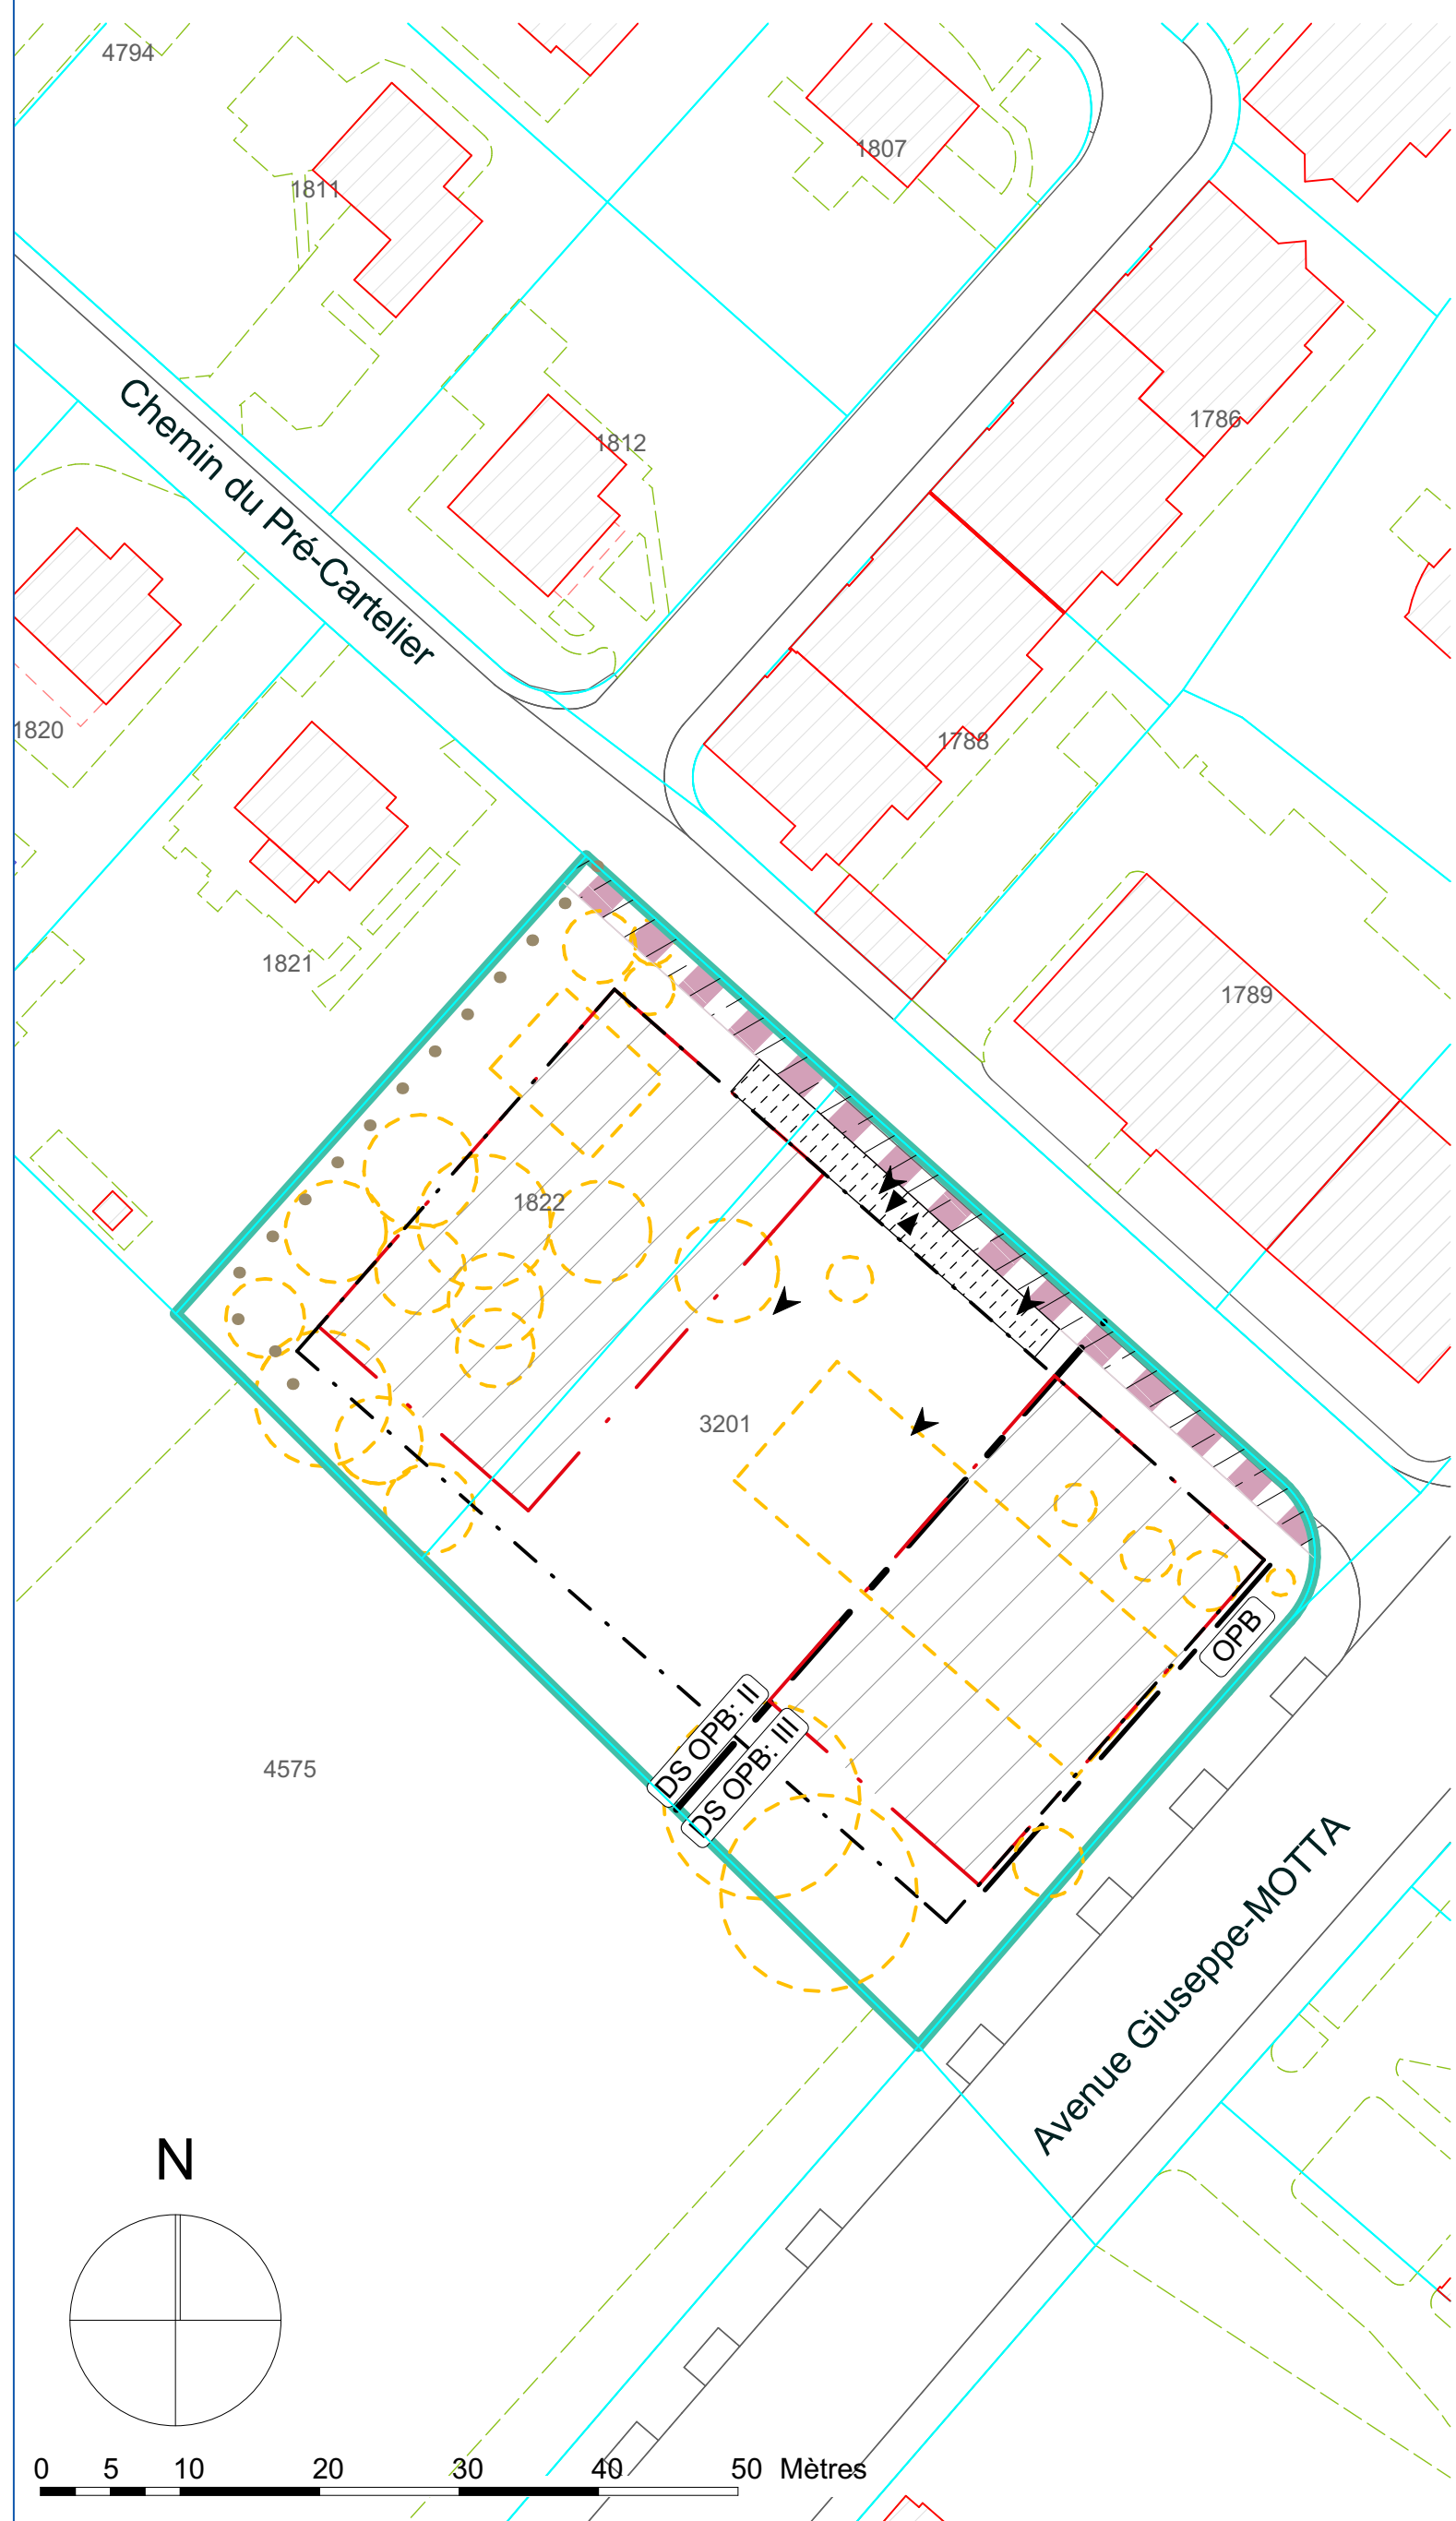 4794
1807
1811
1786
Chemin du Pré-Cartelier
1812
1820
1788
1821
1789
1822
3201
OPB
DS OPB: II
DS OPB: III
4575
Avenue Giuseppe-MOTTA
N
0 5 10 20 30 40 50 Mètres